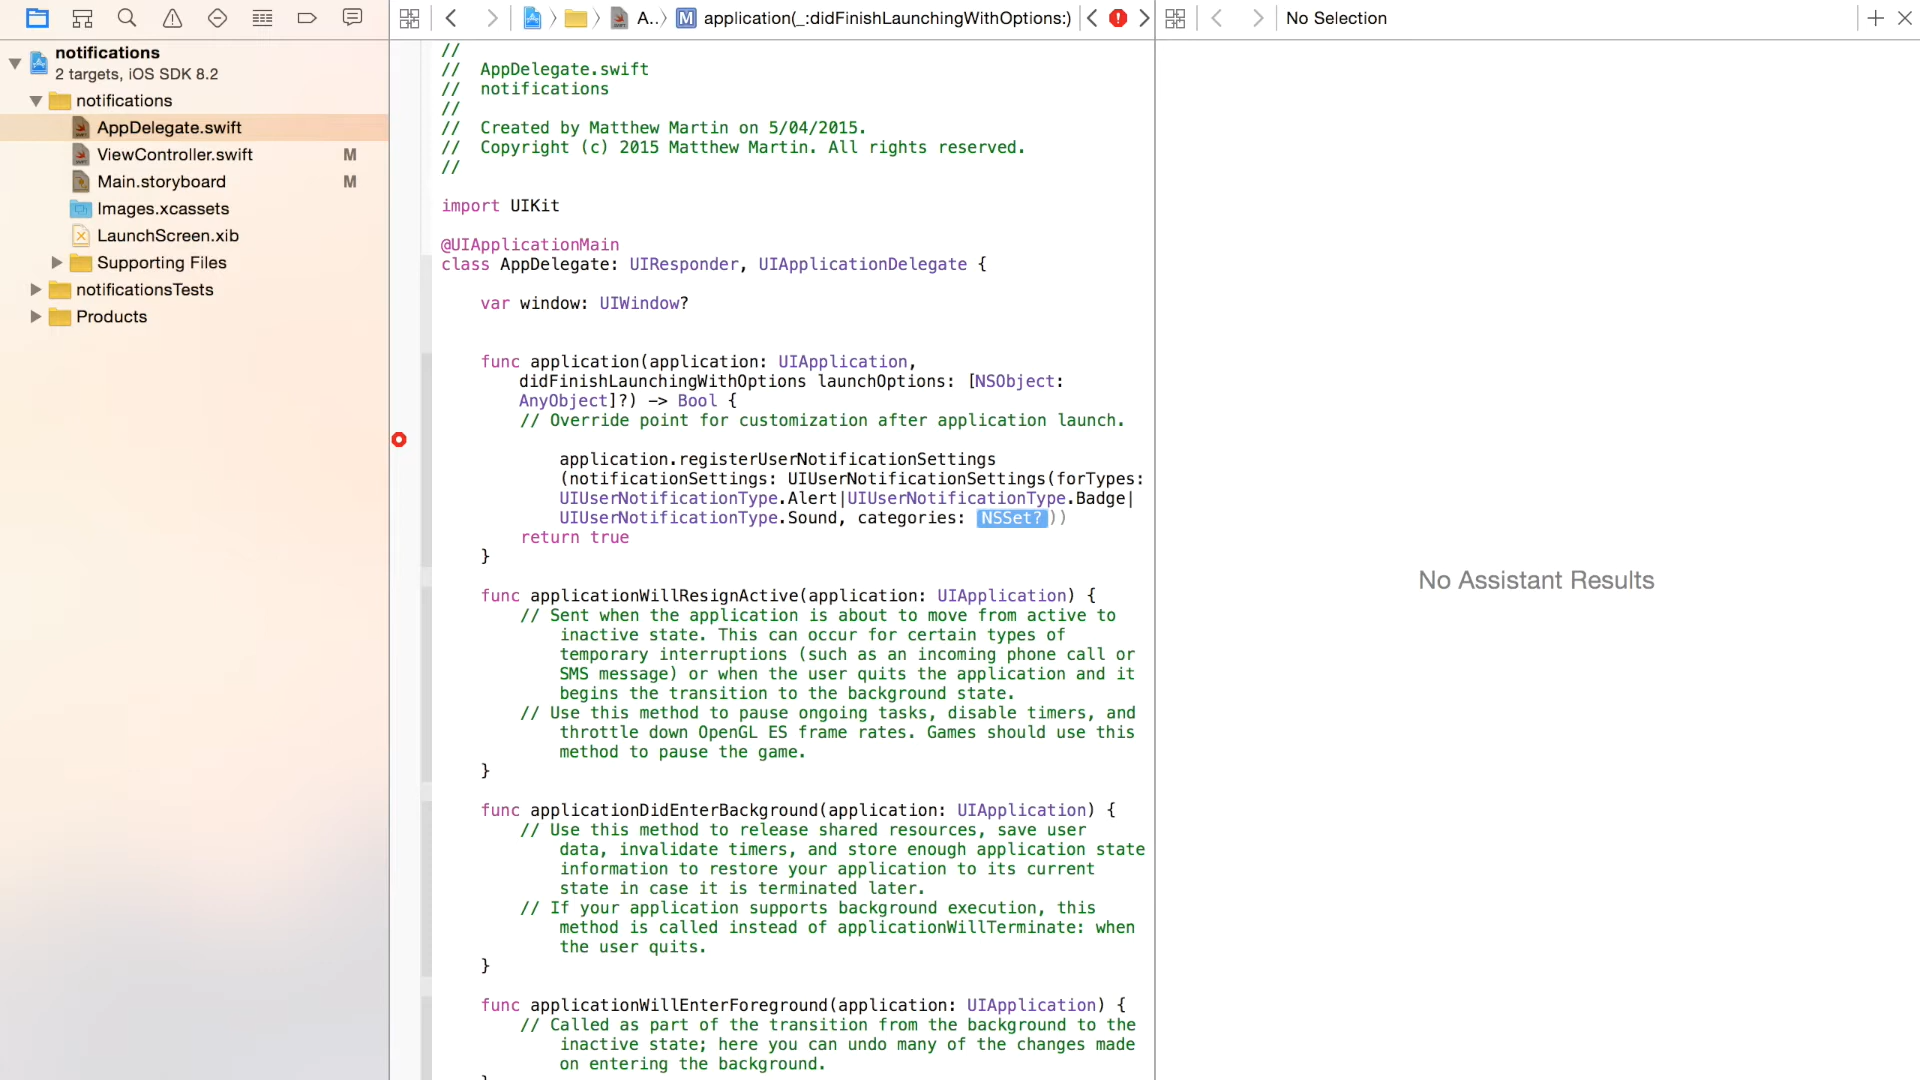 A..
M
application(_:didFinishLaunchingWithOptions:)
No Selection
notifications
2 targets, iOS SDK 8.2
notifications
AppDelegate.swift
ViewController.swift M
Main.storyboard M
Images.xcassets
LaunchScreen.xib
Supporting Files
notificationsTests
Products
//
//  AppDelegate.swift
//  notifications
//
//  Created by Matthew Martin on 5/04/2015.
//  Copyright (c) 2015 Matthew Martin. All rights reserved.
//
import UIKit
@UIApplicationMain
class AppDelegate: UIResponder, UIApplicationDelegate {
var window: UIWindow?
func application(application: UIApplication,
didFinishLaunchingWithOptions launchOptions: [NSObject:
AnyObject]?) -> Bool {
// Override point for customization after application launch.
application.registerUserNotificationSettings
(notificationSettings: UIUserNotificationSettings(forTypes:
UIUserNotificationType.Alert|UIUserNotificationType.Badge|
UIUserNotificationType.Sound, categories: NSSet?))
return true
}
func applicationWillResignActive(application: UIApplication) {
// Sent when the application is about to move from active to
inactive state. This can occur for certain types of
temporary interruptions (such as an incoming phone call or
SMS message) or when the user quits the application and it
begins the transition to the background state.
// Use this method to pause ongoing tasks, disable timers, and
throttle down OpenGL ES frame rates. Games should use this
method to pause the game.
}
func applicationDidEnterBackground(application: UIApplication) {
// Use this method to release shared resources, save user
data, invalidate timers, and store enough application state
information to restore your application to its current
state in case it is terminated later.
// If your application supports background execution, this
method is called instead of applicationWillTerminate: when
the user quits.
}
func applicationWillEnterForeground(application: UIApplication) {
// Called as part of the transition from the background to the
inactive state; here you can undo many of the changes made
on entering the background.
}
No Assistant Results